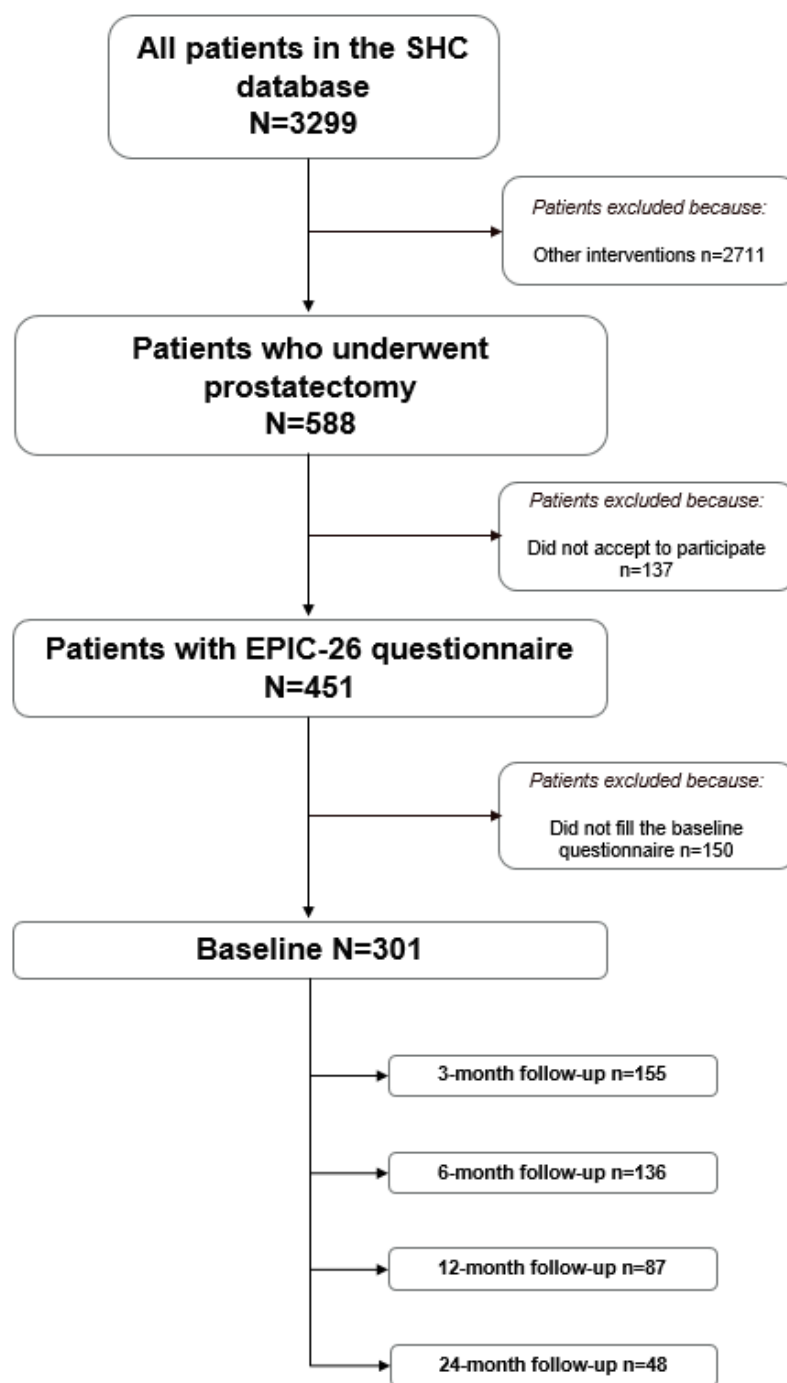 All patients in the SHC
database
N=3299
Patients excluded because:
Other interventions n=2711
Patients who underwent
prostatectomy
N=588
Patients excluded because:
Did not accept to participate
n=137
Patients with EPIC-26 questionnaire
N=451
Patients excluded because:
Did not fill the baseline
questionnaire n=150
Baseline N=301
3-month follow-up n=155
6-month follow-up n=136
12-month follow-up n=87
24-month follow-up n=48